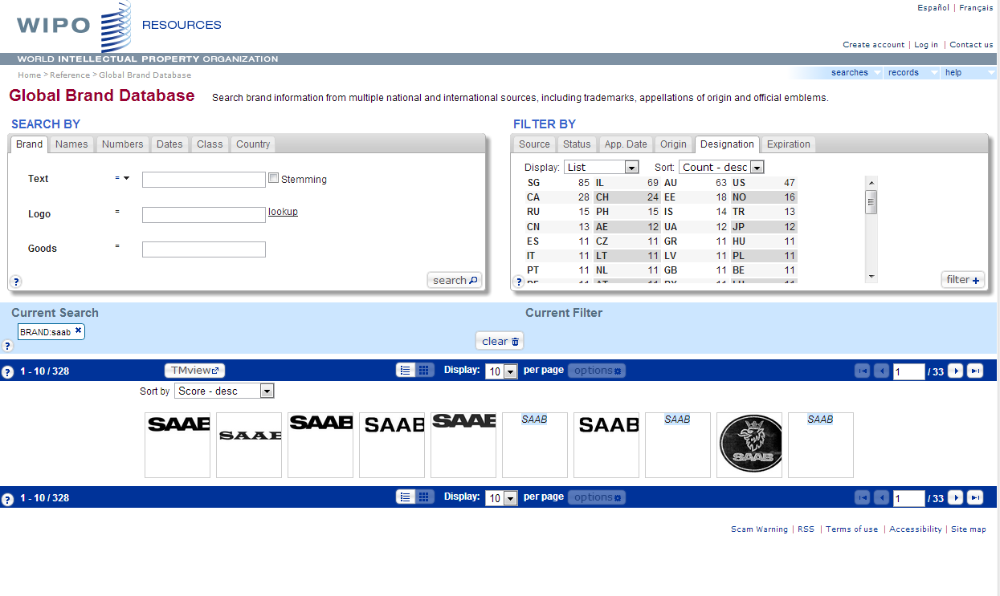 Español | Français
WIPO RESOURCES
Create account | Log in | Contact us
WORLD INTELLECTUAL PROPERTY ORGANIZATION
Home > Reference > Global Brand Database
searches records help
Global Brand Database Search brand information from multiple national and international sources, including trademarks, appellations of origin and official emblems.
SEARCH BY
Brand Names Numbers Dates Class Country
Text = Stemming
Logo = lookup
Goods =
? search
FILTER BY
Source Status App. Date Origin Designation Expiration
Display: List Sort: Count - desc
SG 85 IL 69 AU 63 US 47
CA 28 CH 24 EE 18 NO 16
RU 15 PH 15 IS 14 TR 13
CN 13 AE 12 UA 12 JP 12
ES 11 CZ 11 GR 11 HU 11
IT 11 LT 11 LV 11 PL 11
PT 11 NL 11 GB 11 BE 11
? filter +
Current Search Current Filter
BRAND:saab x
? clear
? 1 - 10 / 328 TMview Display: 10 per page options 1 / 33
Sort by Score - desc
SAAB SAAB SAAB SAAB SAAB SAAB SAAB SAAB SAAB SAAB
? 1 - 10 / 328 Display: 10 per page options 1 / 33
Scam Warning | RSS | Terms of use | Accessibility | Site map